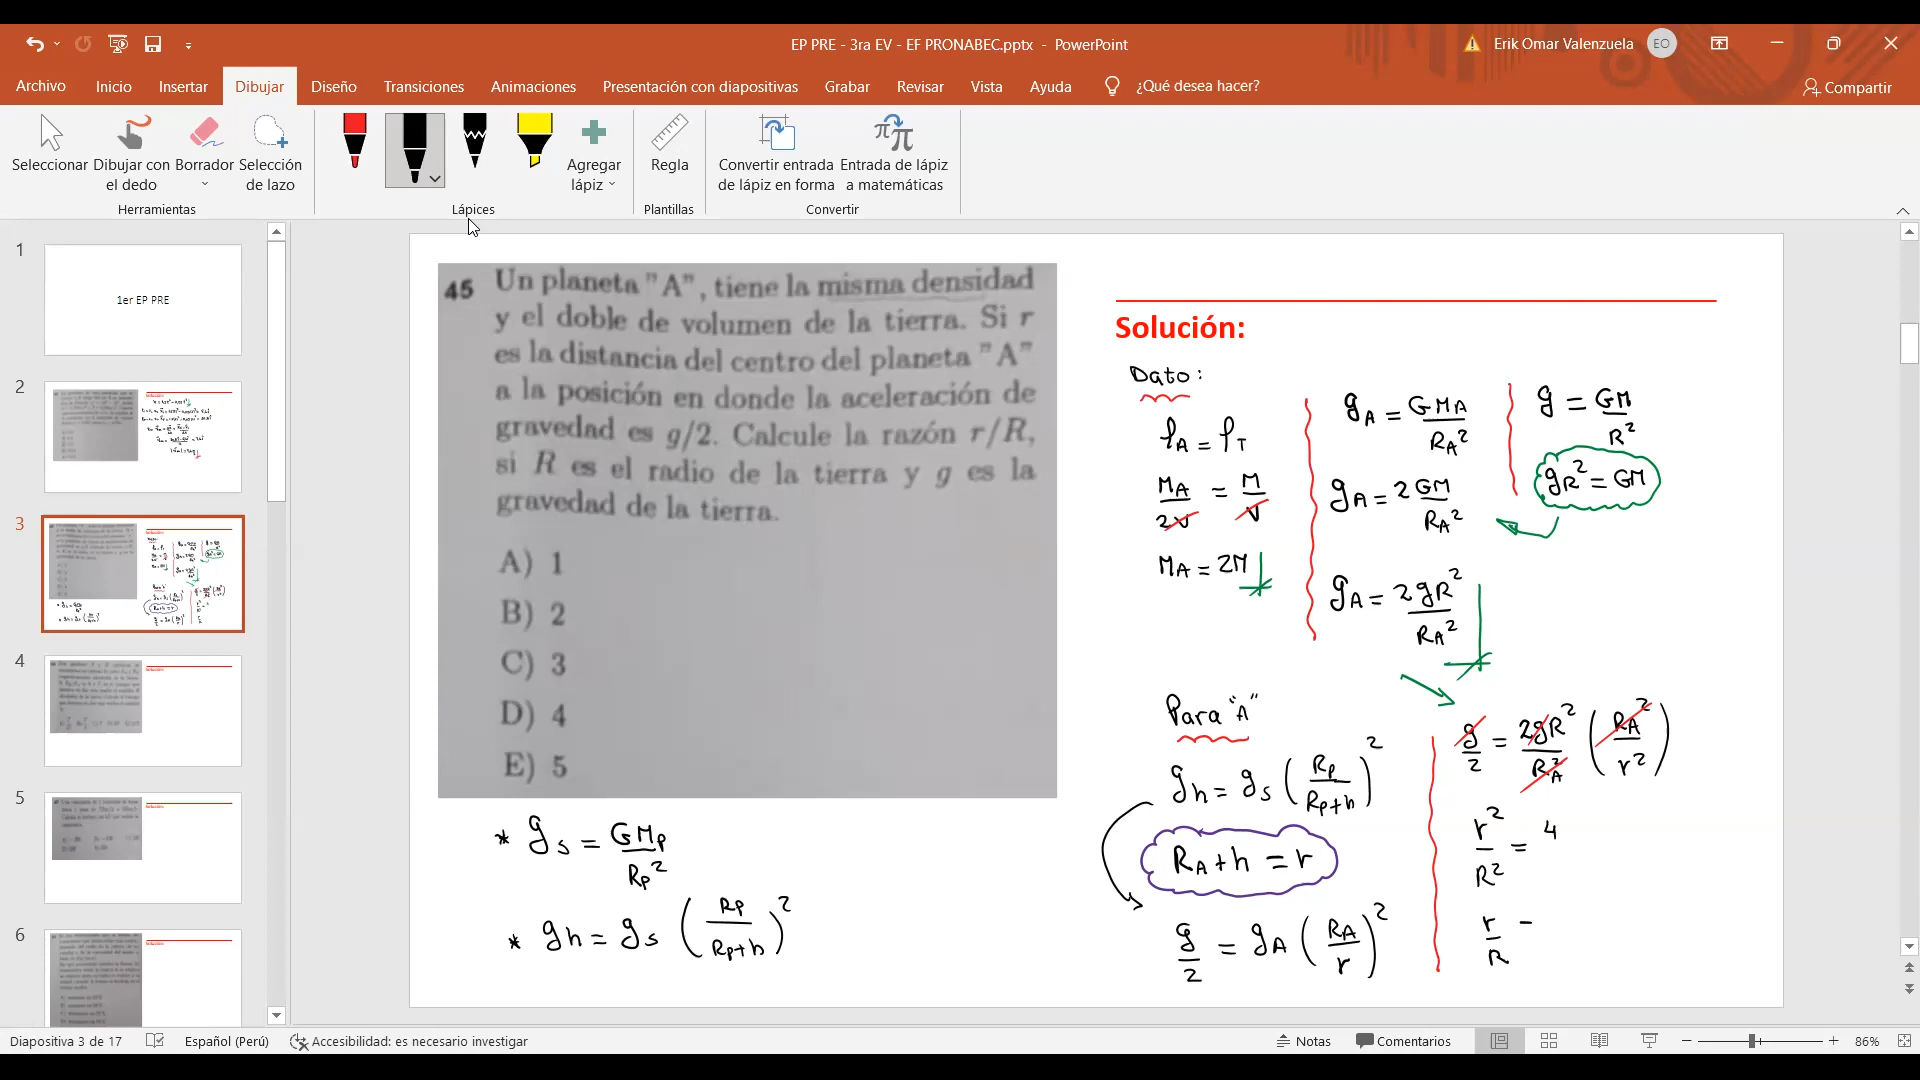 EP PRE - 3ra EV - EF PRONABEC.pptx - PowerPoint
Erik Omar Valenzuela
EO
Archivo Inicio Insertar Dibujar Diseño Transiciones Animaciones Presentación con diapositivas Grabar Revisar Vista Ayuda ¿Qué desea hacer? Compartir
Seleccionar Dibujar con el dedo Borrador Selección de lazo
Agregar lápiz Regla Convertir entrada de lápiz en forma Entrada de lápiz a matemáticas
Herramientas Lápices Plantillas Convertir
1
1er EP PRE
2
3
4
5
6
45 Un planeta "A", tiene la misma densidad
y el doble de volumen de la tierra. Si r
es la distancia del centro del planeta "A"
a la posición en donde la aceleración de
gravedad es g/2. Calcule la razón r/R,
si R es el radio de la tierra y g es la
gravedad de la tierra.
A) 1
B) 2
C) 3
D) 4
E) 5
* gs = GMp / Rp²
* gh = gs (Rp / Rp+h)²
Solución:
Dato:
ρA = ρT
MA / 2V = M / V
MA = 2M
gA = GMA / RA²
gA = 2GM / RA²
gA = 2gR² / RA²
g = GM / R²
gR² = GM
Para "A"
gh = gs (Rp / Rp+h)²
RA+h = r
g/2 = gA (RA / r)²
g/2 = 2gR² / RA² (RA² / r²)
r² / R² = 4
r / R =
Diapositiva 3 de 17 Español (Perú) Accesibilidad: es necesario investigar Notas Comentarios 86%